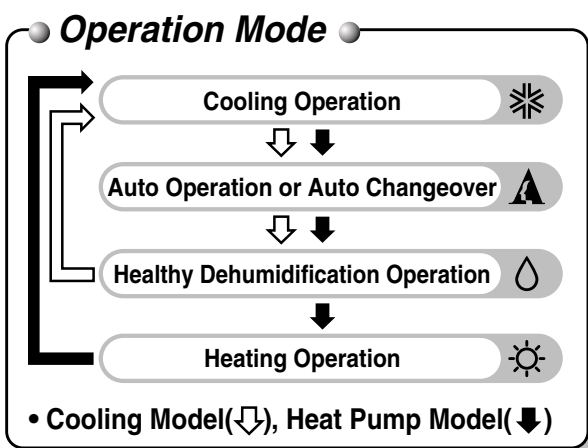 Operation Mode
Cooling Operation
Auto Operation or Auto Changeover
Healthy Dehumidification Operation
Heating Operation
• Cooling Model(⇩), Heat Pump Model(🡇)